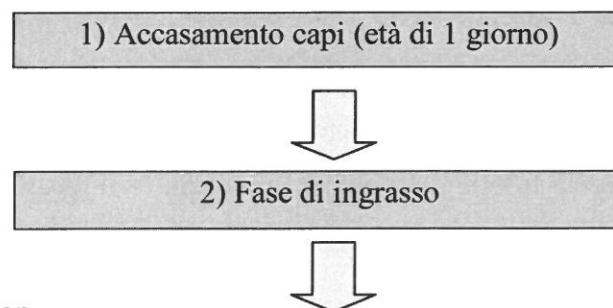 1) Accasamento capi (età di 1 giorno)
2) Fase di ingrasso